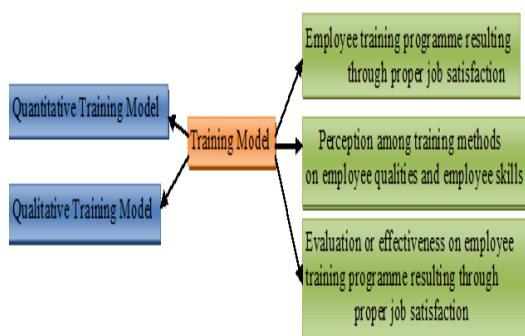 Employee training programme resulting
through proper job satisfaction
Quantitative Training Model
Training Model
Perception among training methods
on employee qualities and employee skills
Qualitative Training Model
Evaluation or effectiveness on employee
training programme resulting through
proper job satisfaction